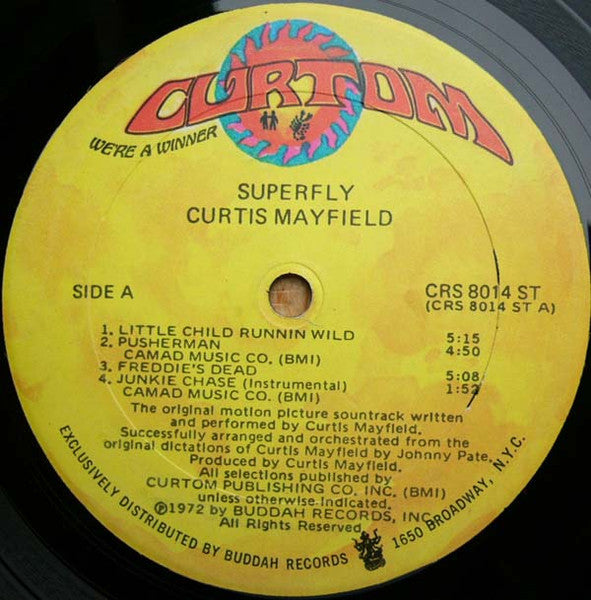 CURTOM
WE'RE A WINNER
SUPERFLY
CURTIS MAYFIELD
SIDE A
CRS 8014 ST
(CRS 8014 ST A)
1. LITTLE CHILD RUNNIN WILD 5:15
2. PUSHERMAN 4:50
CAMAD MUSIC CO. (BMI)
3. FREDDIE'S DEAD 5:08
4. JUNKIE CHASE (Instrumental) 1:52
CAMAD MUSIC CO. (BMI)
The original motion picture sountrack written
and performed by Curtis Mayfield.
Successfully arranged and orchestrated from the
original dictations of Curtis Mayfield by Johnny Pate.
Produced by Curtis Mayfield.
All selections published by
CURTOM PUBLISHING CO. INC. (BMI)
unless otherwise indicated.
Ⓟ1972 by BUDDAH RECORDS, INC.
All Rights Reserved
EXCLUSIVELY DISTRIBUTED BY BUDDAH RECORDS 1650 BROADWAY, N.Y.C.